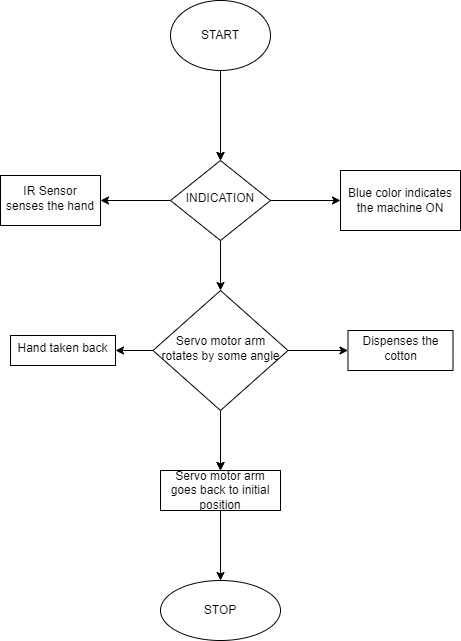 START
IR Sensor
senses the hand
INDICATION
Blue color indicates
the machine ON
Hand taken back
Servo motor arm
rotates by some angle
Dispenses the
cotton
Servo motor arm
goes back to initial
position
STOP